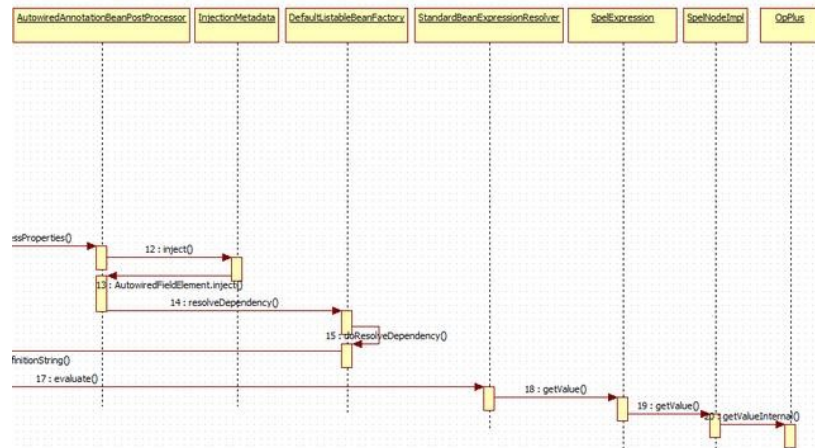 AutowiredAnnotationBeanPostProcessor
InjectionMetadata
DefaultListableBeanFactory
StandardBeanExpressionResolver
SpelExpression
SpelNodeImpl
OpPlus
essProperties()
12 : inject()
13 : AutowiredFieldElement.inject()
14 : resolveDependency()
15 : doResolveDependency()
finitionString()
17 : evaluate()
18 : getValue()
19 : getValue()
20 : getValueInternal()